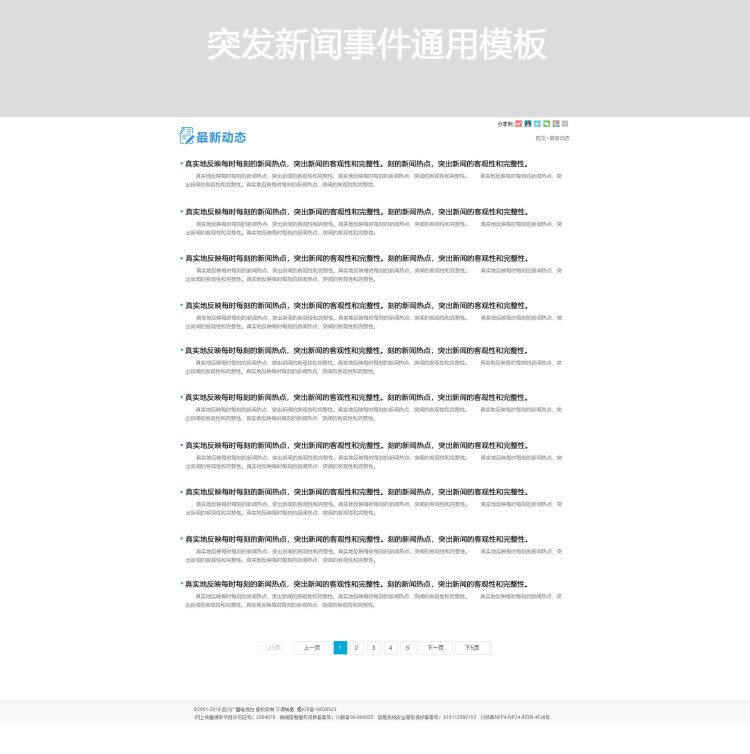 突发新闻事件通用模板
分享到:
最新动态
首页>最新动态
真实地反映每时每刻的新闻热点，突出新闻的客观性和完整性。刻的新闻热点，突出新闻的客观性和完整性。
真实地反映每时每刻的新闻热点，突出新闻的客观性和完整性。真实地反映每时每刻的新闻热点，突闻的客观性和完整性。 真实地反映每时每刻的新闻热点，突
出新闻的客观性和完整性。真实地反映每时每刻的新闻热点，突闻的客观性和完整性。
真实地反映每时每刻的新闻热点，突出新闻的客观性和完整性。刻的新闻热点，突出新闻的客观性和完整性。
真实地反映每时每刻的新闻热点，突出新闻的客观性和完整性。真实地反映每时每刻的新闻热点，突闻的客观性和完整性。 真实地反映每时每刻的新闻热点，突
出新闻的客观性和完整性。真实地反映每时每刻的新闻热点，突闻的客观性和完整性。
真实地反映每时每刻的新闻热点，突出新闻的客观性和完整性。刻的新闻热点，突出新闻的客观性和完整性。
真实地反映每时每刻的新闻热点，突出新闻的客观性和完整性。真实地反映每时每刻的新闻热点，突闻的客观性和完整性。 真实地反映每时每刻的新闻热点，突
出新闻的客观性和完整性。真实地反映每时每刻的新闻热点，突闻的客观性和完整性。
真实地反映每时每刻的新闻热点，突出新闻的客观性和完整性。刻的新闻热点，突出新闻的客观性和完整性。
真实地反映每时每刻的新闻热点，突出新闻的客观性和完整性。真实地反映每时每刻的新闻热点，突闻的客观性和完整性。 真实地反映每时每刻的新闻热点，突
出新闻的客观性和完整性。真实地反映每时每刻的新闻热点，突闻的客观性和完整性。
真实地反映每时每刻的新闻热点，突出新闻的客观性和完整性。刻的新闻热点，突出新闻的客观性和完整性。
真实地反映每时每刻的新闻热点，突出新闻的客观性和完整性。真实地反映每时每刻的新闻热点，突闻的客观性和完整性。 真实地反映每时每刻的新闻热点，突
出新闻的客观性和完整性。真实地反映每时每刻的新闻热点，突闻的客观性和完整性。
真实地反映每时每刻的新闻热点，突出新闻的客观性和完整性。刻的新闻热点，突出新闻的客观性和完整性。
真实地反映每时每刻的新闻热点，突出新闻的客观性和完整性。真实地反映每时每刻的新闻热点，突闻的客观性和完整性。 真实地反映每时每刻的新闻热点，突
出新闻的客观性和完整性。真实地反映每时每刻的新闻热点，突闻的客观性和完整性。
真实地反映每时每刻的新闻热点，突出新闻的客观性和完整性。刻的新闻热点，突出新闻的客观性和完整性。
真实地反映每时每刻的新闻热点，突出新闻的客观性和完整性。真实地反映每时每刻的新闻热点，突闻的客观性和完整性。 真实地反映每时每刻的新闻热点，突
出新闻的客观性和完整性。真实地反映每时每刻的新闻热点，突闻的客观性和完整性。
真实地反映每时每刻的新闻热点，突出新闻的客观性和完整性。刻的新闻热点，突出新闻的客观性和完整性。
真实地反映每时每刻的新闻热点，突出新闻的客观性和完整性。真实地反映每时每刻的新闻热点，突闻的客观性和完整性。 真实地反映每时每刻的新闻热点，突
出新闻的客观性和完整性。真实地反映每时每刻的新闻热点，突闻的客观性和完整性。
真实地反映每时每刻的新闻热点，突出新闻的客观性和完整性。刻的新闻热点，突出新闻的客观性和完整性。
真实地反映每时每刻的新闻热点，突出新闻的客观性和完整性。真实地反映每时每刻的新闻热点，突闻的客观性和完整性。 真实地反映每时每刻的新闻热点，突
出新闻的客观性和完整性。真实地反映每时每刻的新闻热点，突闻的客观性和完整性。
真实地反映每时每刻的新闻热点，突出新闻的客观性和完整性。刻的新闻热点，突出新闻的客观性和完整性。
真实地反映每时每刻的新闻热点，突出新闻的客观性和完整性。真实地反映每时每刻的新闻热点，突闻的客观性和完整性。 真实地反映每时每刻的新闻热点，突
出新闻的客观性和完整性。真实地反映每时每刻的新闻热点，突闻的客观性和完整性。
上5页 上一页 1 2 3 4 5 下一页 下5页
©2001-2018 四川广播电视台 版权所有 不得转载 蜀ICP备10038523
网上传播视听节目许可证号：2304070 新闻信息服务资质备案号：川新备08-080025 信息系统安全等级保护备案号：510112990153